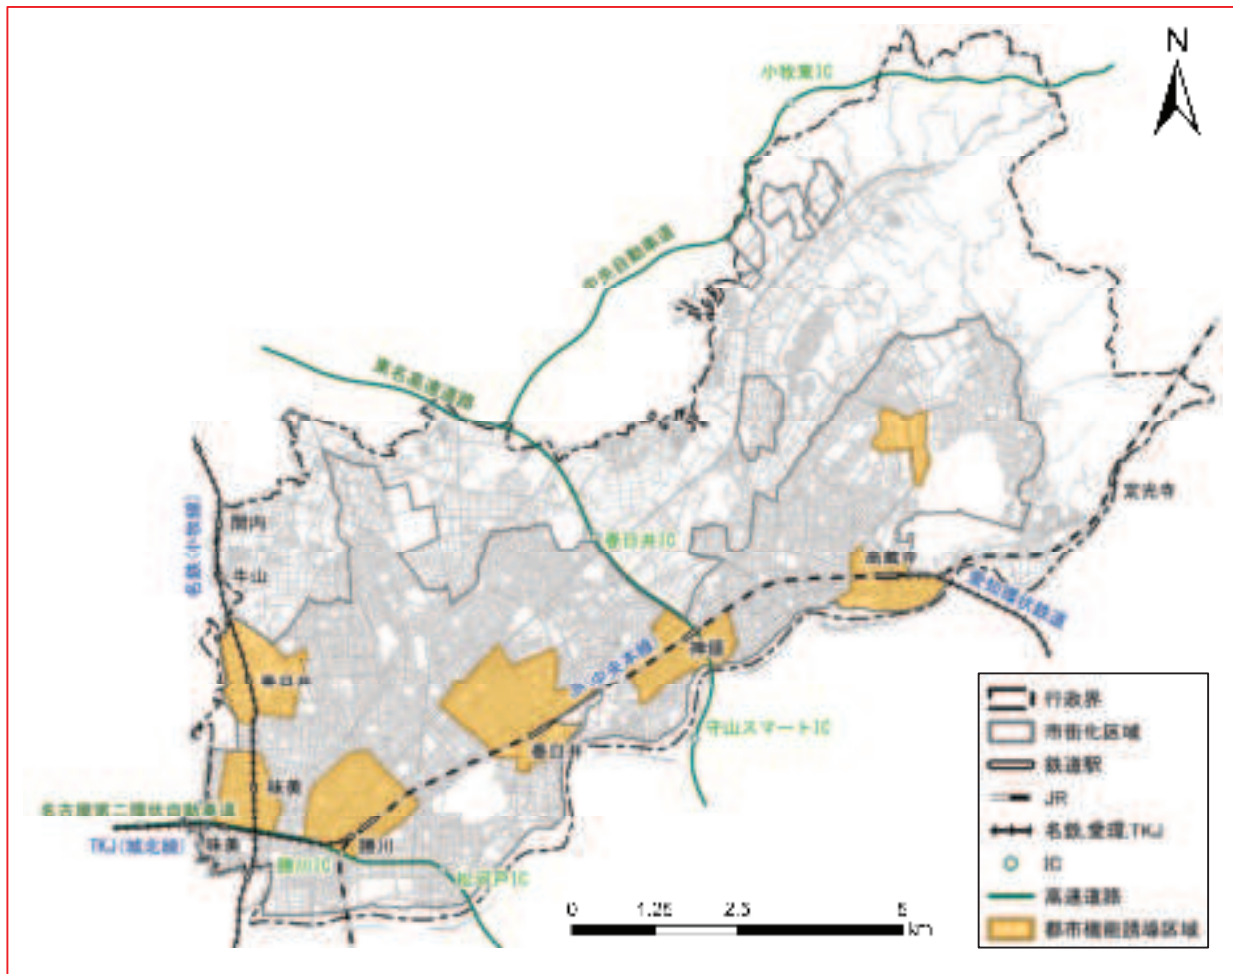 N
小牧東IC
中央自動車道
東名高速道路
定光寺
間内
名鉄(小牧線)
春日井IC
牛山
高蔵寺
愛知環状鉄道
神領
JR(中央本線)
春日井
守山スマートIC
春日井
味美
名古屋第二環状自動車道
TKJ(城北線)
味美
勝川
勝川IC
松河戸IC
0 1.25 2.5 5
km
行政界
市街化区域
鉄道駅
JR
名鉄,愛環,TKJ
IC
高速道路
都市機能誘導区域